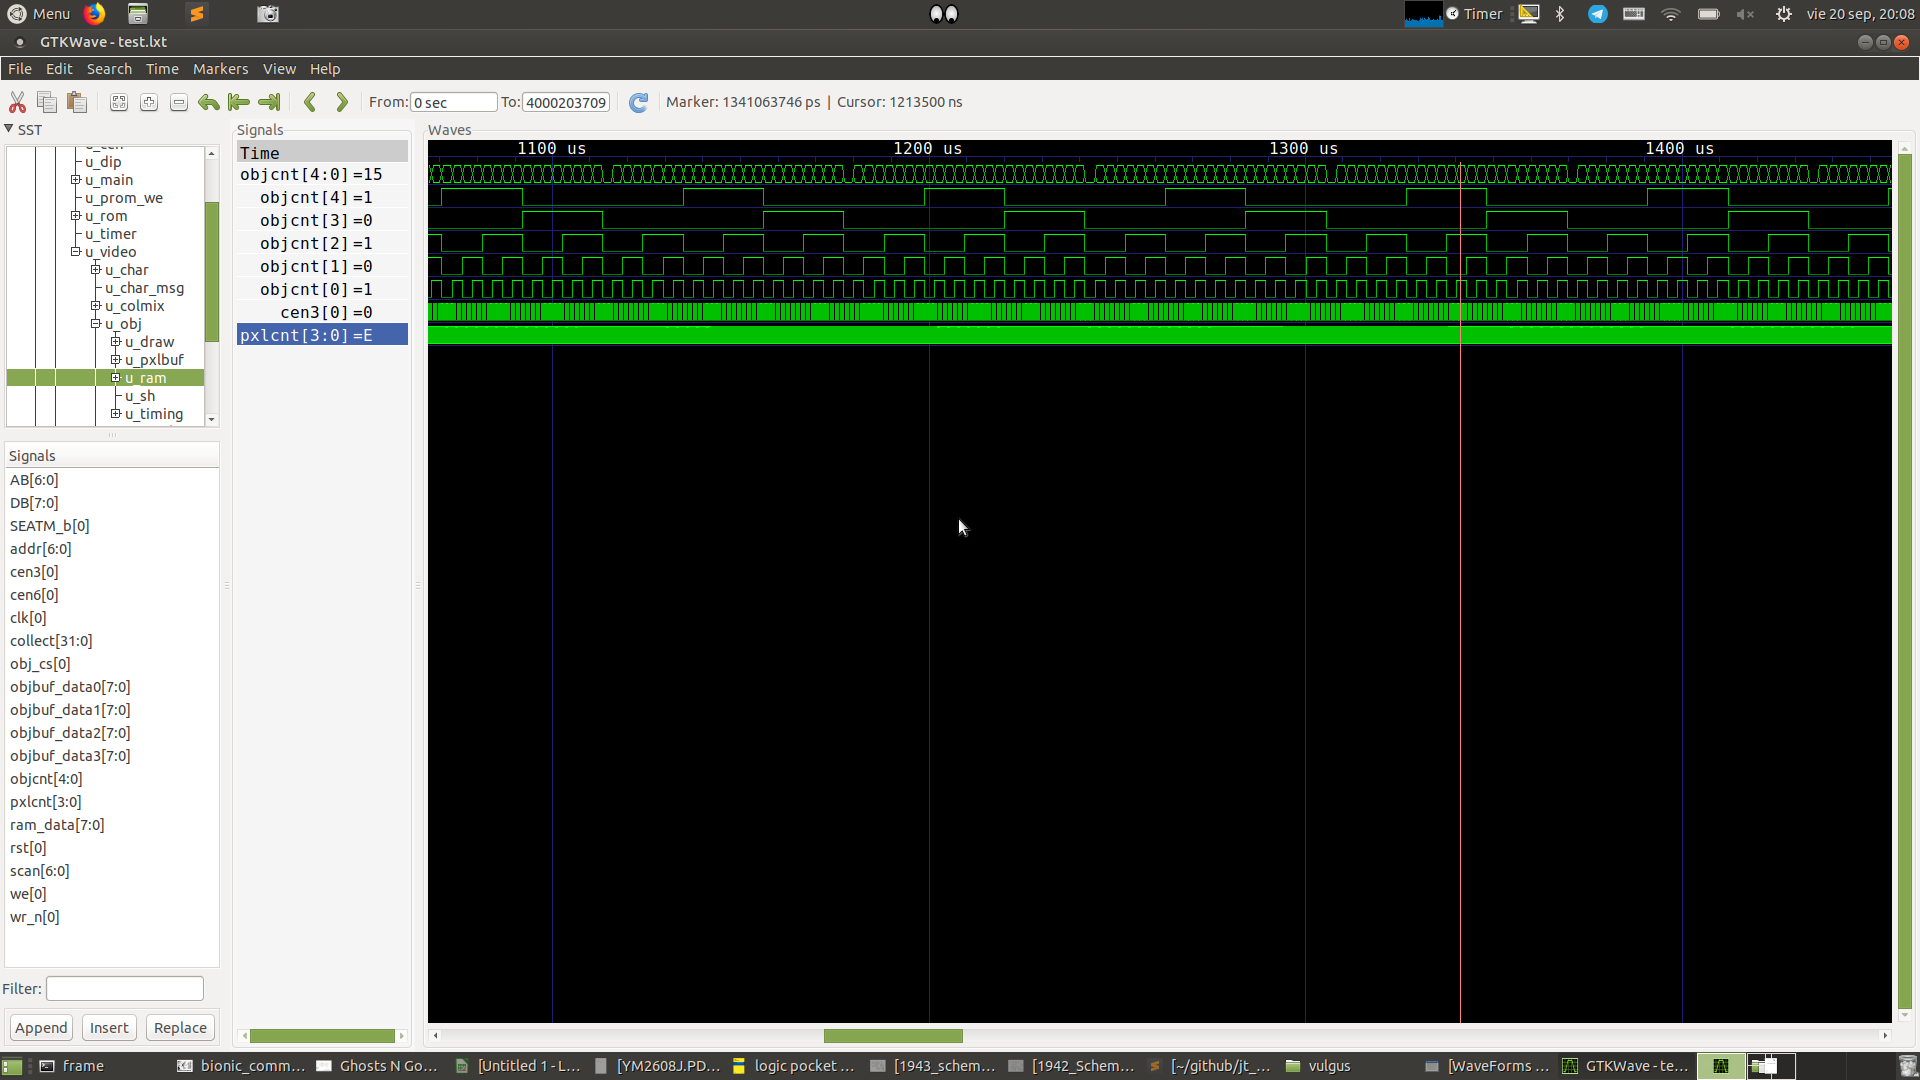 Menu
Timer
vie 20 sep, 20:08
GTKWave - test.lxt
File Edit Search Time Markers View Help
From: 0 sec To: 4000203709 Marker: 1341063746 ps | Cursor: 1213500 ns
SST
u_dip
u_main
u_prom_we
u_rom
u_timer
u_video
u_char
u_char_msg
u_colmix
u_obj
u_draw
u_pxlbuf
u_ram
u_sh
u_timing
Signals
AB[6:0]
DB[7:0]
SEATM_b[0]
addr[6:0]
cen3[0]
cen6[0]
clk[0]
collect[31:0]
obj_cs[0]
objbuf_data0[7:0]
objbuf_data1[7:0]
objbuf_data2[7:0]
objbuf_data3[7:0]
objcnt[4:0]
pxlcnt[3:0]
ram_data[7:0]
rst[0]
scan[6:0]
we[0]
wr_n[0]
Filter:
Append Insert Replace
Signals
Time
objcnt[4:0]=15
objcnt[4]=1
objcnt[3]=0
objcnt[2]=1
objcnt[1]=0
objcnt[0]=1
cen3[0]=0
pxlcnt[3:0]=E
Waves
1100 us 1200 us 1300 us 1400 us
frame bionic_comm... Ghosts N Go... [Untitled 1 - L... [YM2608J.PD... logic pocket ... [1943_schem... [1942_Schem... [~/github/jt_... vulgus [WaveForms ... GTKWave - te...